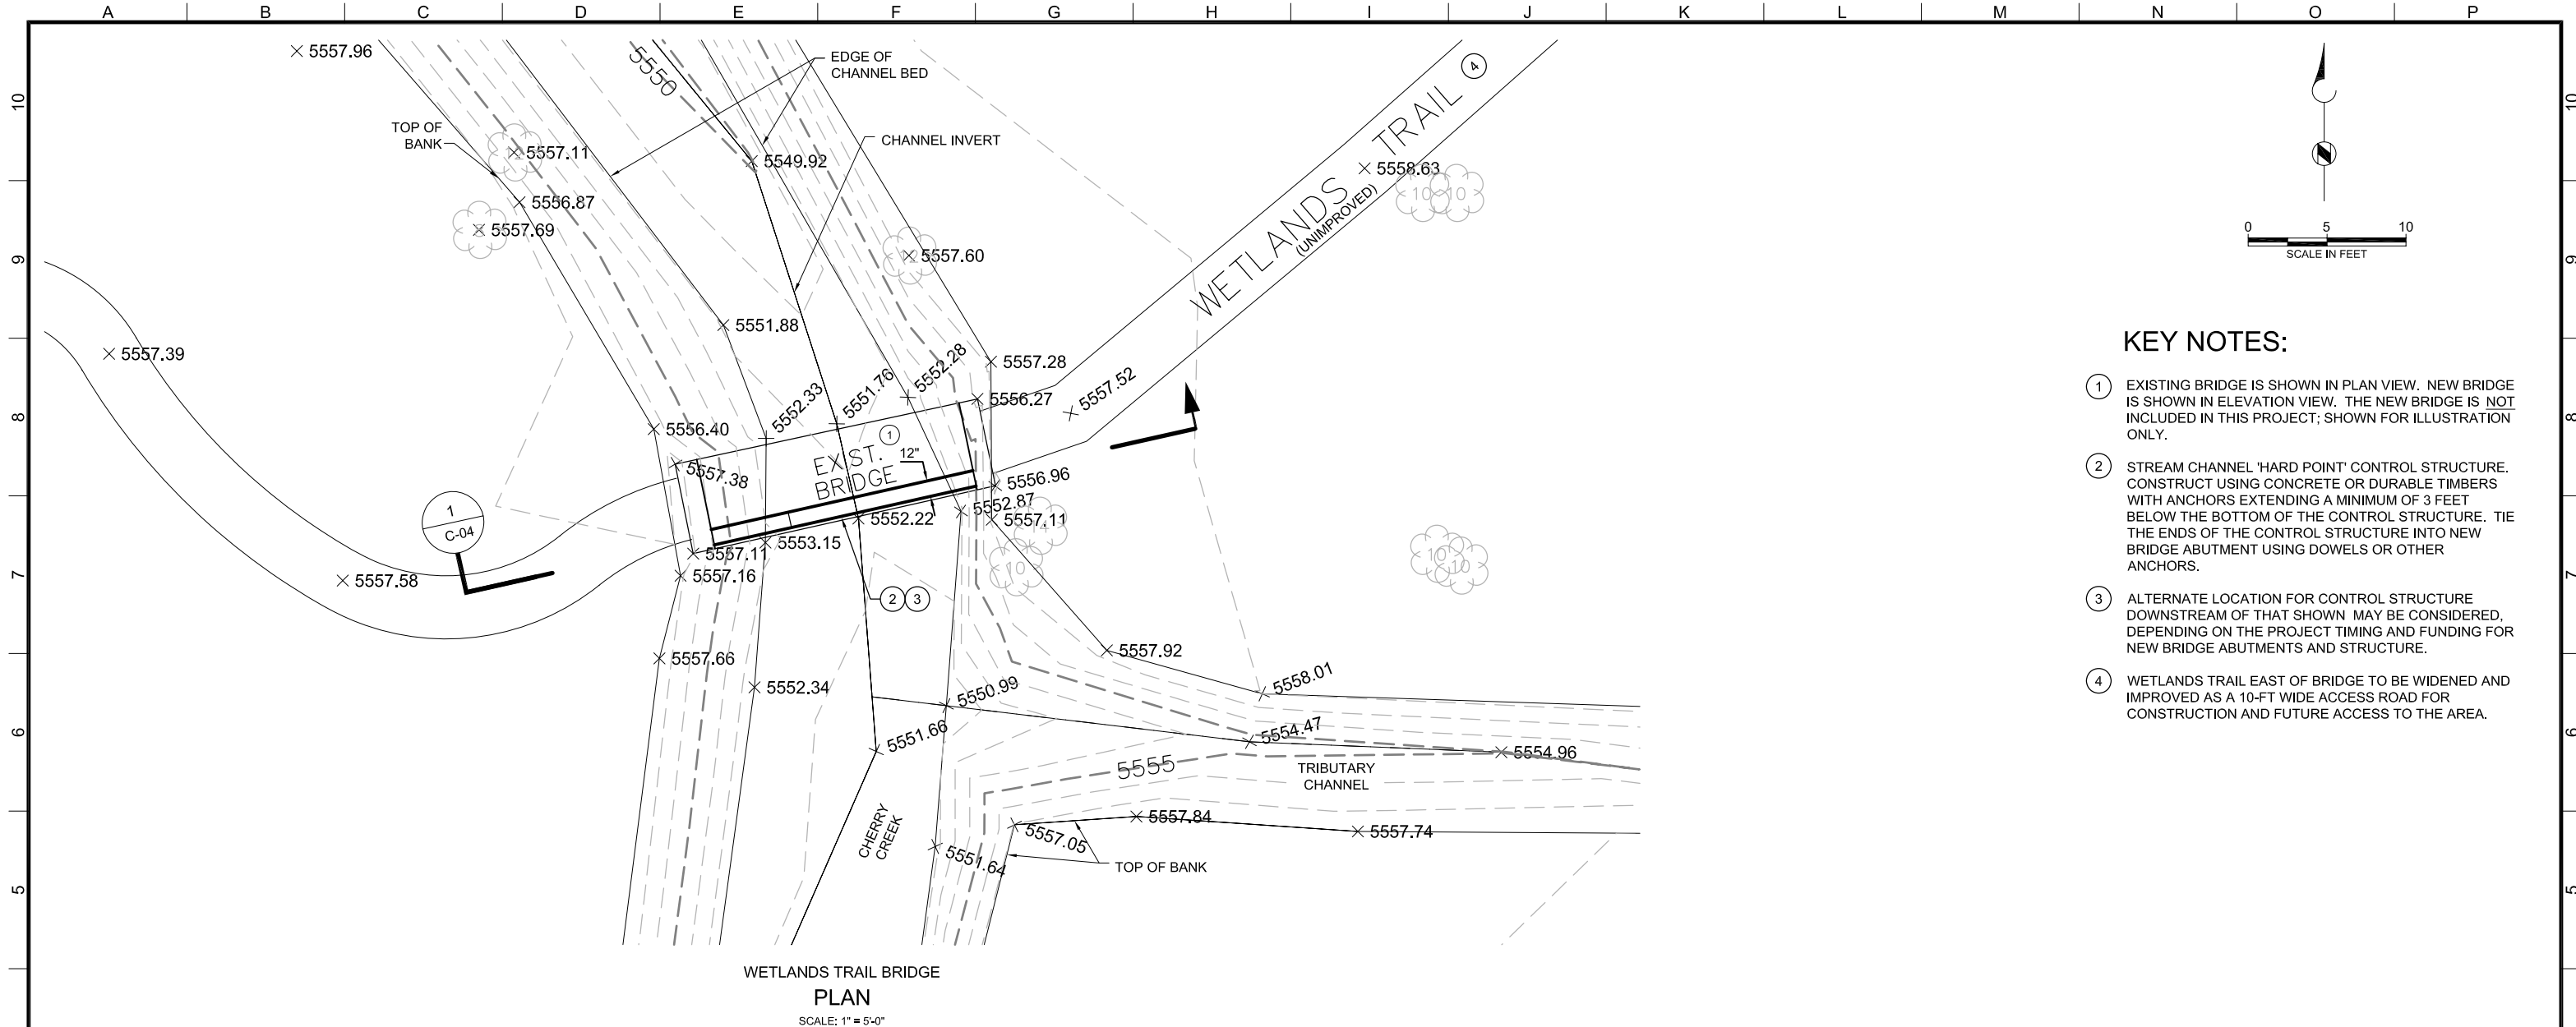 A B C D E F G H I J K L M N O P
10
9
8
7
6
5
10
9
8
7
6
5
5557.96
5550
EDGE OF
CHANNEL BED
WETLANDS TRAIL
4
(UNIMPROVED)
TOP OF
BANK
CHANNEL INVERT
5557.11
5549.92
5558.63
10
10
5556.87
5557.69
5557.60
5551.88
5557.39
5557.28
5552.28
5551.76
5552.33
5556.27
5557.52
5556.40
EXIST.
BRIDGE
1
12"
5557.38
5556.96
5552.87
5557.11
5552.22
5553.15
5557.11
5557.16
1
C-04
5557.58
10
10
10
2
3
5557.66
5557.92
5552.34
5558.01
5550.99
5551.66
5554.47
5554.96
5555
TRIBUTARY
CHANNEL
CHERRY
CREEK
5557.84
5557.74
5557.05
5551.64
TOP OF BANK
WETLANDS TRAIL BRIDGE
PLAN
SCALE: 1" = 5'-0"
0 5 10
SCALE IN FEET
KEY NOTES:
1 EXISTING BRIDGE IS SHOWN IN PLAN VIEW. NEW BRIDGE
IS SHOWN IN ELEVATION VIEW. THE NEW BRIDGE IS NOT
INCLUDED IN THIS PROJECT; SHOWN FOR ILLUSTRATION
ONLY.
2 STREAM CHANNEL 'HARD POINT' CONTROL STRUCTURE.
CONSTRUCT USING CONCRETE OR DURABLE TIMBERS
WITH ANCHORS EXTENDING A MINIMUM OF 3 FEET
BELOW THE BOTTOM OF THE CONTROL STRUCTURE. TIE
THE ENDS OF THE CONTROL STRUCTURE INTO NEW
BRIDGE ABUTMENT USING DOWELS OR OTHER
ANCHORS.
3 ALTERNATE LOCATION FOR CONTROL STRUCTURE
DOWNSTREAM OF THAT SHOWN MAY BE CONSIDERED,
DEPENDING ON THE PROJECT TIMING AND FUNDING FOR
NEW BRIDGE ABUTMENTS AND STRUCTURE.
4 WETLANDS TRAIL EAST OF BRIDGE TO BE WIDENED AND
IMPROVED AS A 10-FT WIDE ACCESS ROAD FOR
CONSTRUCTION AND FUTURE ACCESS TO THE AREA.